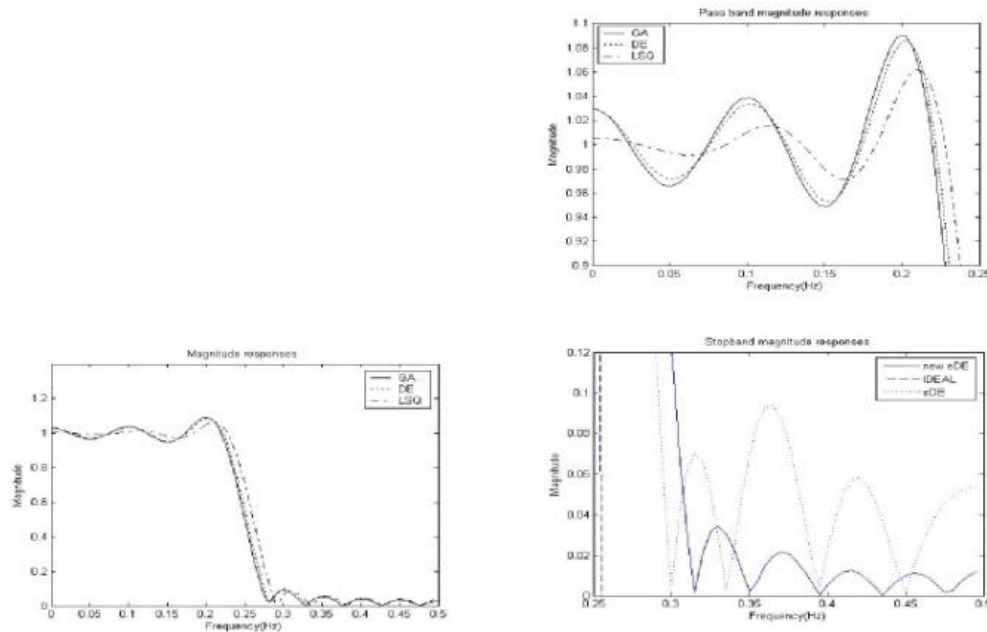 Pass band magnitude responses
1.1
1.08
1.06
1.04
1.02
1
0.98
0.96
0.94
0.92
0.9
Magnitude
GA
DE
LSQ
0 0.05 0.1 0.15 0.2 0.25
Frequency(Hz)
Magnitude responses
1.2
1
0.8
0.6
0.4
0.2
0
Magnitude
GA
DE
LSQ
0 0.05 0.1 0.15 0.2 0.25 0.3 0.35 0.4 0.45 0.5
Frequency(Hz)
Stopband magnitude responses
0.12
0.1
0.08
0.06
0.04
0.02
0
Magnitude
new eDE
IDEAL
eDE
0.25 0.3 0.35 0.4 0.45 0.5
Frequency(Hz)